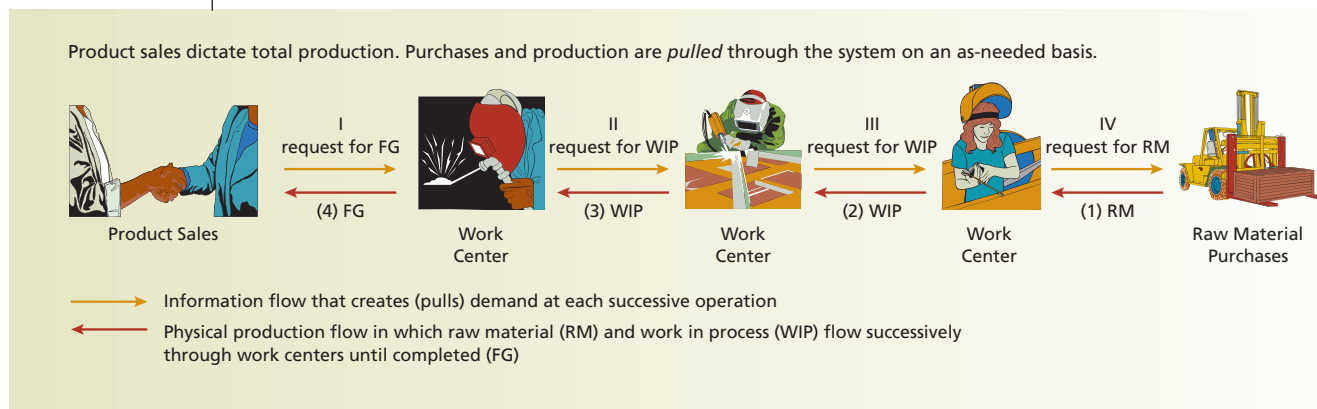 Product sales dictate total production. Purchases and production are pulled through the system on an as-needed basis.
I
request for FG
II
request for WIP
III
request for WIP
IV
request for RM
(4) FG
(3) WIP
(2) WIP
(1) RM
Product Sales
Work
Center
Work
Center
Work
Center
Raw Material
Purchases
Information flow that creates (pulls) demand at each successive operation
Physical production flow in which raw material (RM) and work in process (WIP) flow successively
through work centers until completed (FG)